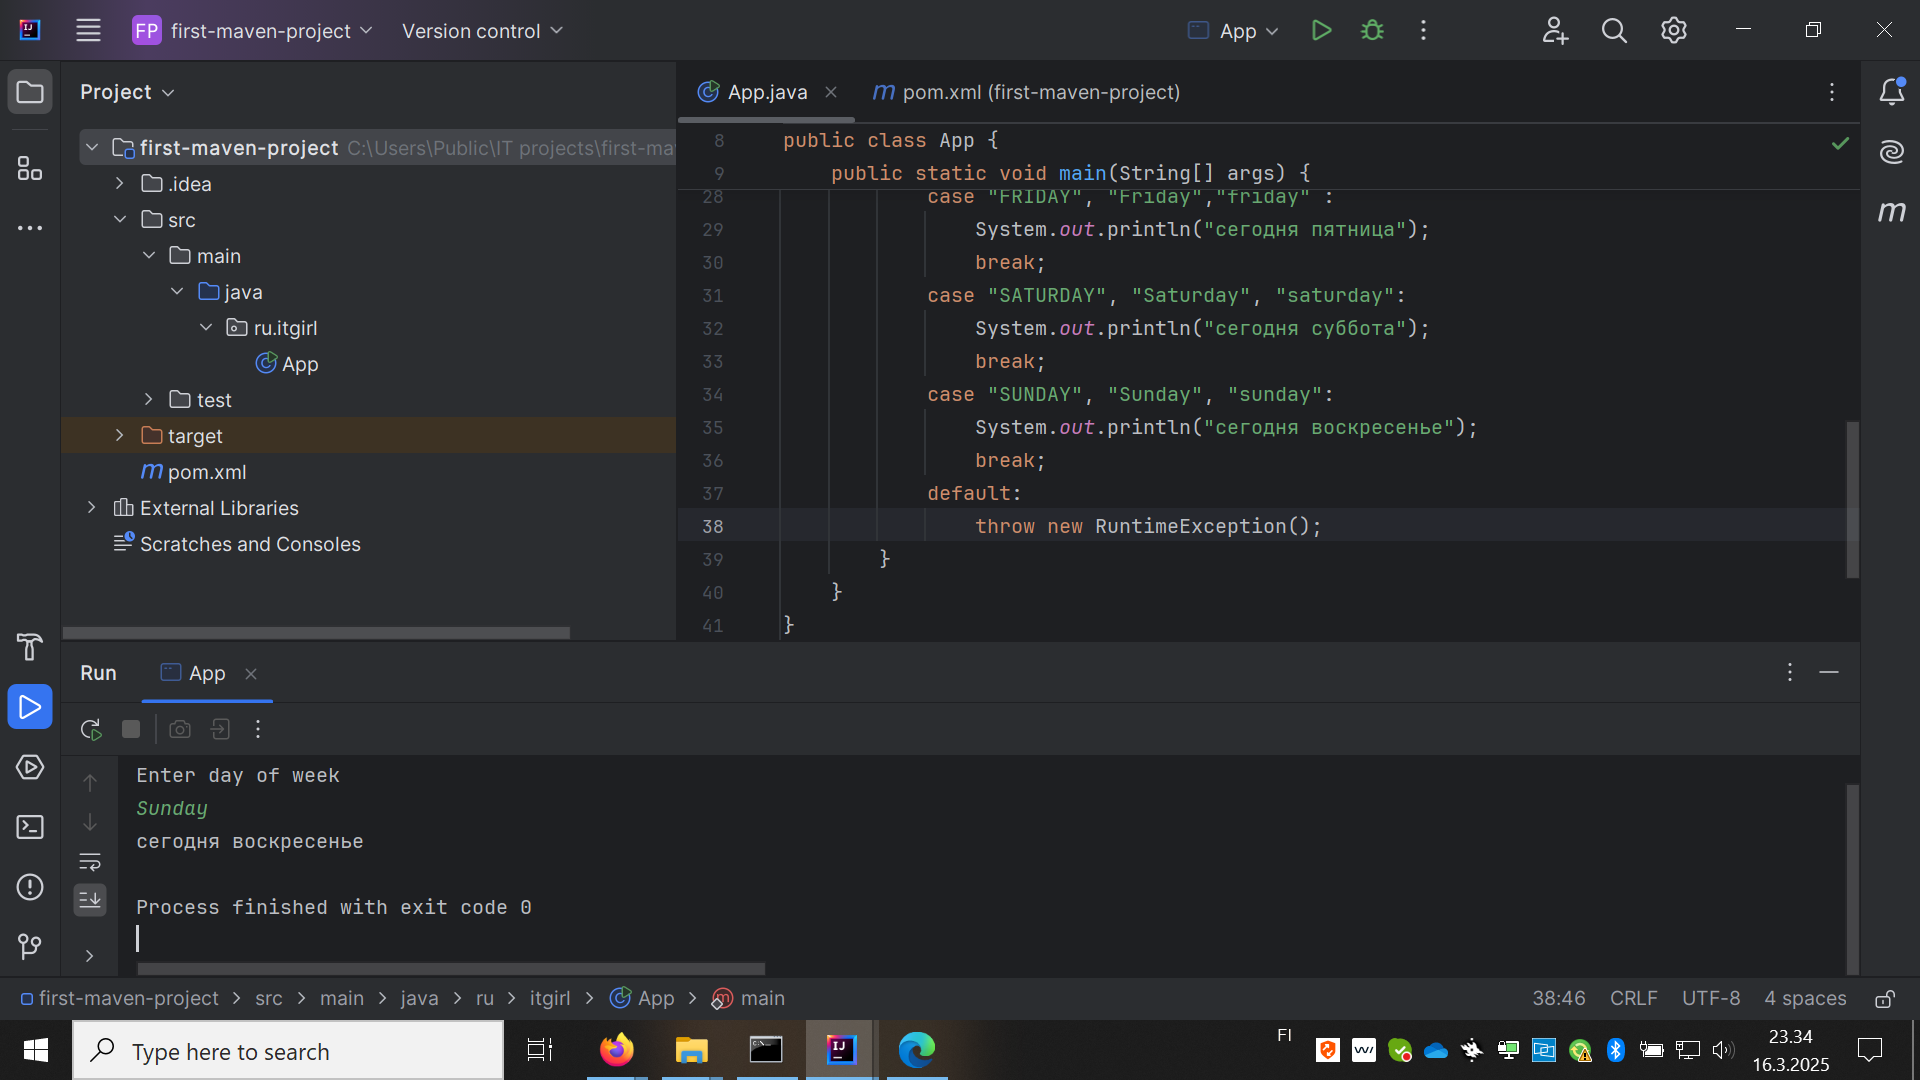 FP first-maven-project Version control App
Project
App.java pom.xml (first-maven-project)
first-maven-project C:\Users\Public\IT projects\first-ma
.idea
src
main
java
ru.itgirl
App
test
target
pom.xml
External Libraries
Scratches and Consoles
8 public class App {
9 public static void main(String[] args) {
28 case "FRIDAY", "Friday","friday" :
29 System.out.println("сегодня пятница");
30 break;
31 case "SATURDAY", "Saturday", "saturday":
32 System.out.println("сегодня суббота");
33 break;
34 case "SUNDAY", "Sunday", "sunday":
35 System.out.println("сегодня воскресенье");
36 break;
37 default:
38 throw new RuntimeException();
39 }
40 }
41 }
Run App
Enter day of week
Sunday
сегодня воскресенье
Process finished with exit code 0
first-maven-project > src > main > java > ru > itgirl > App > main 38:46 CRLF UTF-8 4 spaces
Type here to search
FI
23.34
16.3.2025